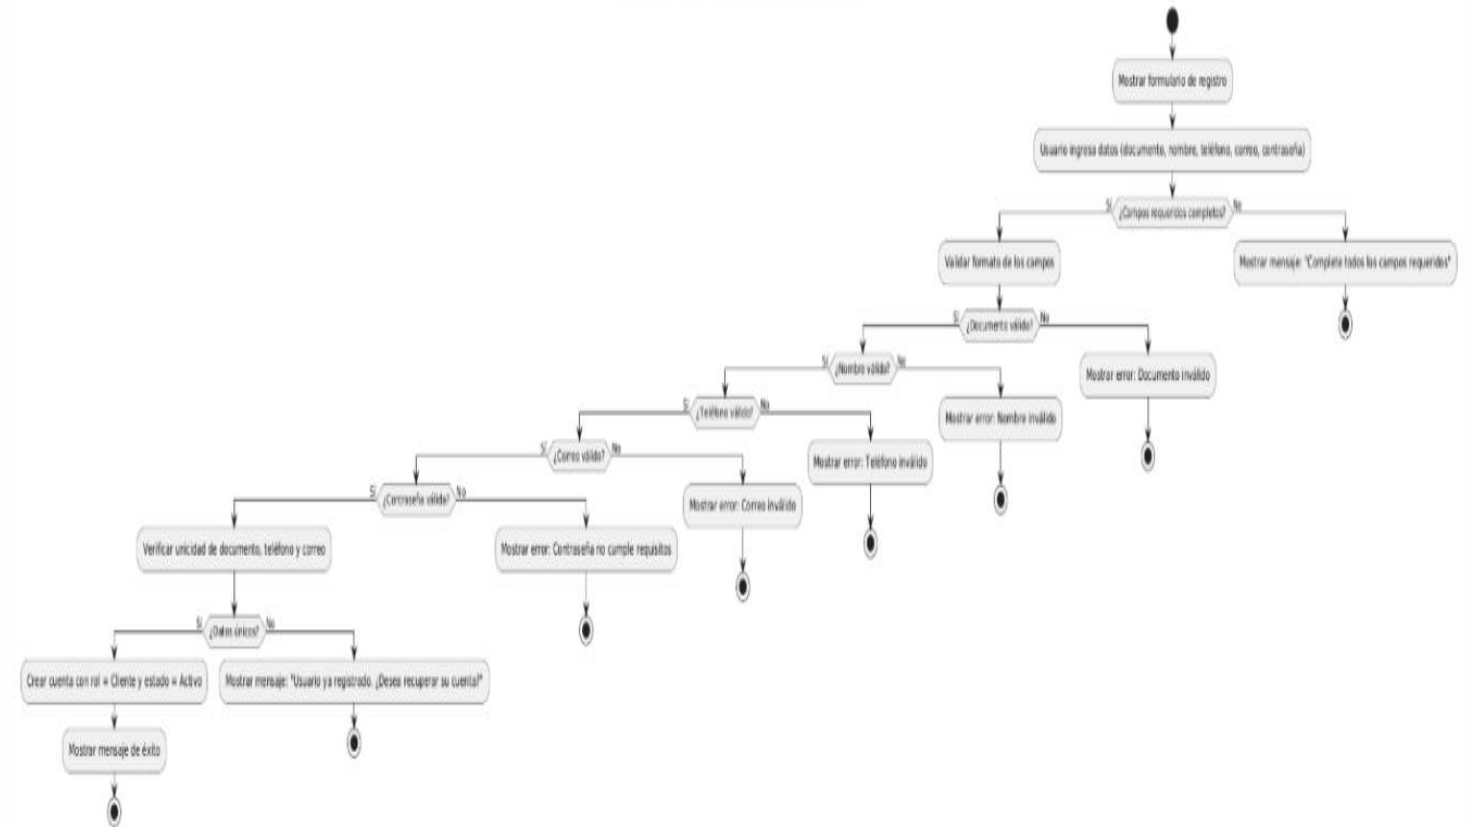 Mostrar formulario de registro
Usuario ingresa datos (documento, nombre, teléfono, correo, contraseña)
Sí
¿Campos requeridos completos?
No
Validar formato de los campos
Mostrar mensaje: "Complete todos los campos requeridos"
Sí
¿Documento válido?
No
Sí
¿Nombre válido?
No
Mostrar error: Documento inválido
Sí
¿Teléfono válido?
No
Mostrar error: Nombre inválido
Sí
¿Correo válido?
No
Mostrar error: Teléfono inválido
Sí
¿Contraseña válida?
No
Mostrar error: Correo inválido
Verificar unicidad de documento, teléfono y correo
Mostrar error: Contraseña no cumple requisitos
Sí
¿Datos únicos?
No
Crear cuenta con rol = Cliente y estado = Activo
Mostrar mensaje: "Usuario ya registrado. ¿Desea recuperar su cuenta?"
Mostrar mensaje de éxito